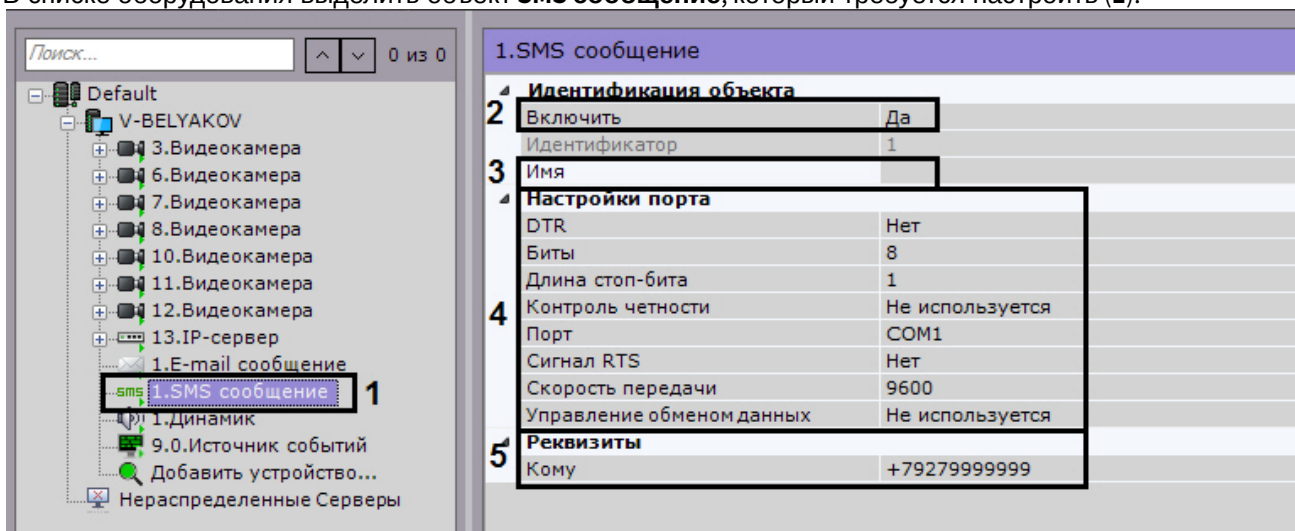 В списке оборудования выделить объект SMS сообщение, который требуется настроить (1).
Поиск...
0 из 0
Default
V-BELYAKOV
3.Видеокамера
6.Видеокамера
7.Видеокамера
8.Видеокамера
10.Видеокамера
11.Видеокамера
12.Видеокамера
13.IP-сервер
1.E-mail сообщение
sms 1.SMS сообщение 1
1.Динамик
9.0.Источник событий
Добавить устройство...
Нераспределенные Серверы
1.SMS сообщение
Идентификация объекта
2 Включить Да
Идентификатор 1
3 Имя
Настройки порта
DTR Нет
Биты 8
Длина стоп-бита 1
4 Контроль четности Не используется
Порт COM1
Сигнал RTS Нет
Скорость передачи 9600
Управление обменом данных Не используется
5 Реквизиты
Кому +79279999999